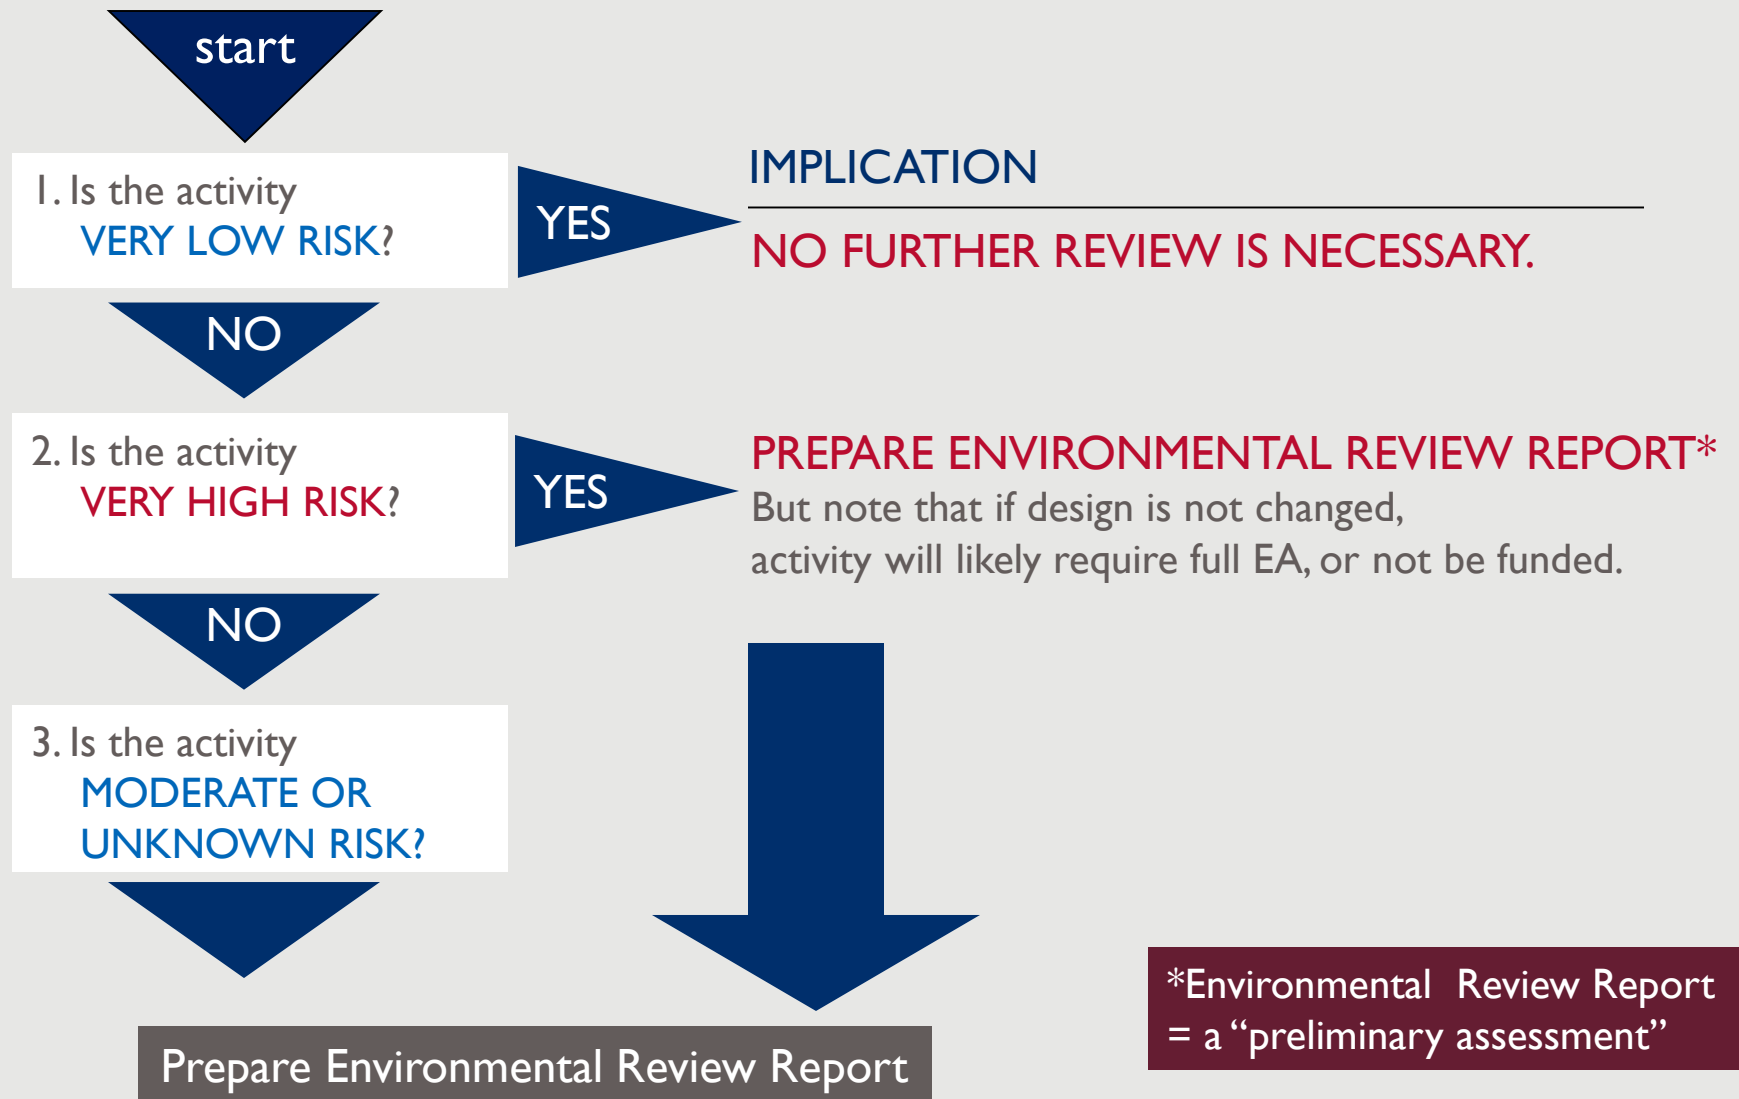 start
1. Is the activity
VERY LOW RISK?
YES
IMPLICATION
NO FURTHER REVIEW IS NECESSARY.
NO
2. Is the activity
VERY HIGH RISK?
YES
PREPARE ENVIRONMENTAL REVIEW REPORT*
But note that if design is not changed,
activity will likely require full EA, or not be funded.
NO
3. Is the activity
MODERATE OR
UNKNOWN RISK?
*Environmental Review Report
= a “preliminary assessment”
Prepare Environmental Review Report